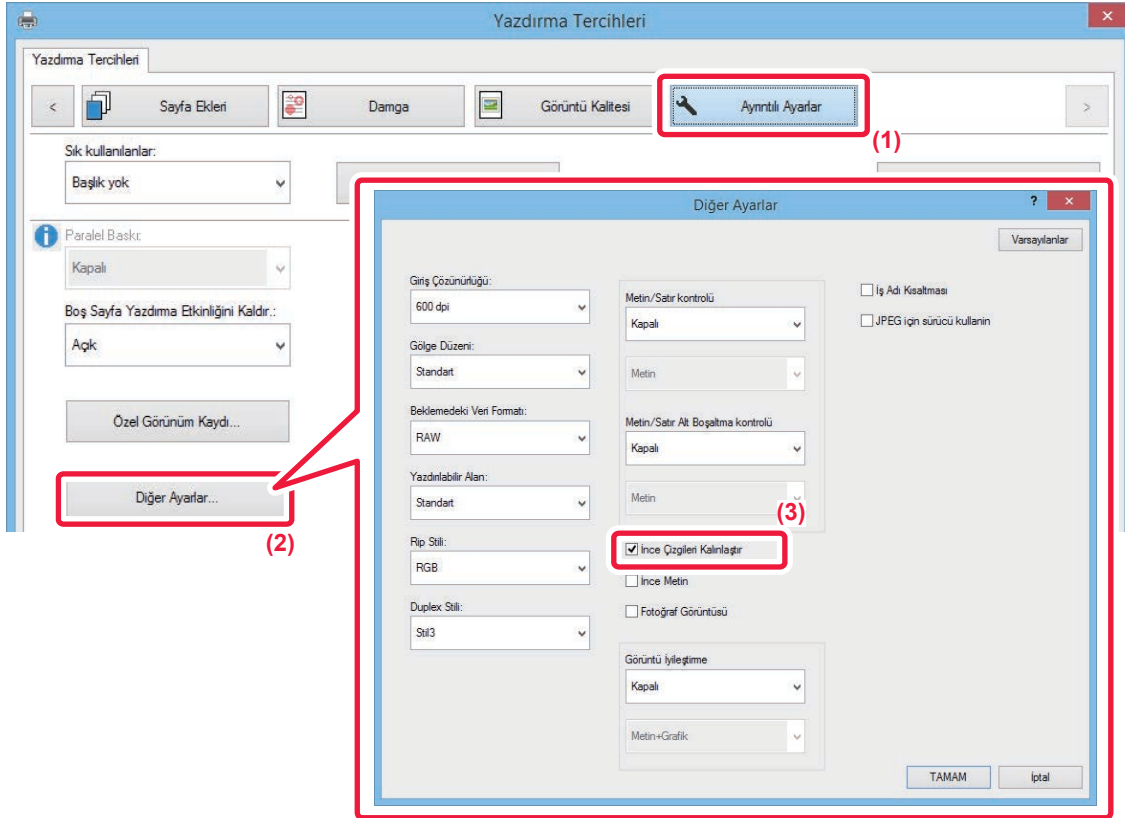 Yazdırma Tercihleri
Yazdırma Tercihleri
< Sayfa Ekleri Damga Görüntü Kalitesi Ayrıntılı Ayarlar >
(1)
Sık kullanılanlar:
Başlık yok
Paralel Baskı:
Kapalı
Boş Sayfa Yazdırma Etkinliğini Kaldır.:
Açık
Özel Görünüm Kaydı...
Diğer Ayarlar...
(2)
Diğer Ayarlar ?
Varsayılanlar
Giriş Çözünürlüğü:
600 dpi
Gölge Düzeni:
Standart
Beklemedeki Veri Formatı:
RAW
Yazdırılabilir Alan:
Standart
Rip Stili:
RGB
Duplex Stili:
Stil3
Metin/Satır kontrolü
Kapalı
Metin
Metin/Satır Alt Boşaltma kontrolü
Kapalı
Metin
(3)
İnce Çizgileri Kalınlaştır
İnce Metin
Fotoğraf Görüntüsü
Görüntü İyileştirme
Kapalı
Metin+Grafik
İş Adı Kısaltması
JPEG için sürücü kullanin
TAMAM İptal